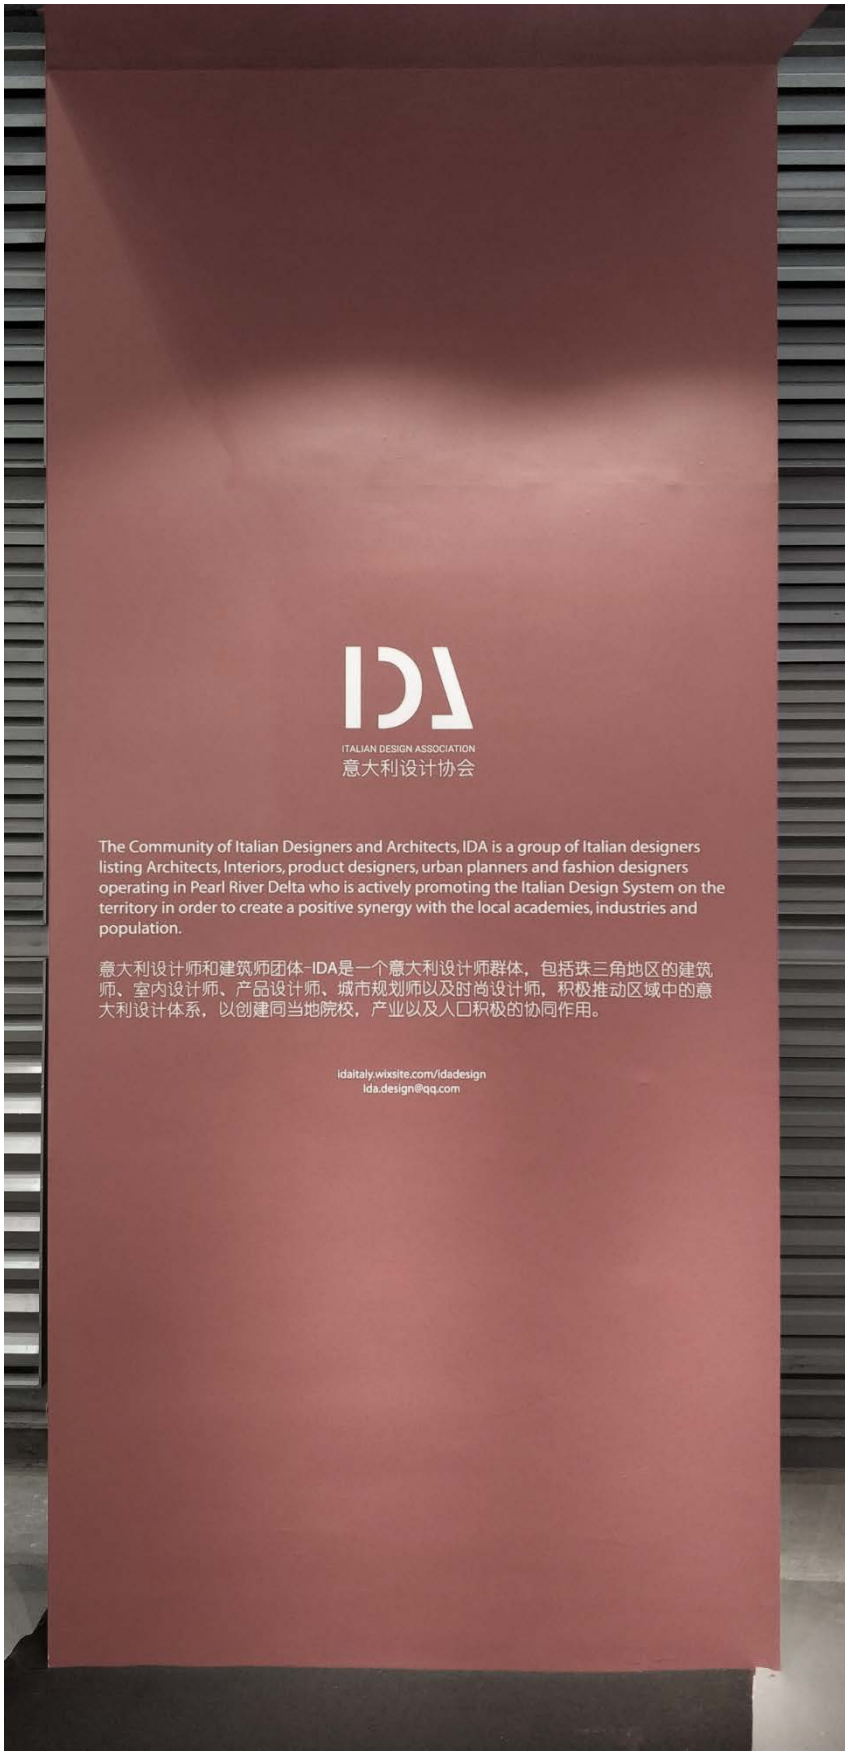 IDA
ITALIAN DESIGN ASSOCIATION
意大利设计协会
The Community of Italian Designers and Architects, IDA is a group of Italian designers
listing Architects, Interiors, product designers, urban planners and fashion designers
operating in Pearl River Delta who is actively promoting the Italian Design System on the
territory in order to create a positive synergy with the local academies, industries and
population.
意大利设计师和建筑师团体-IDA是一个意大利设计师群体，包括珠三角地区的建筑
师、室内设计师、产品设计师、城市规划师以及时尚设计师，积极推动区域中的意
大利设计体系，以创建同当地院校，产业以及人口积极的协同作用。
idaitaly.wixsite.com/idadesign
Ida.design@qq.com